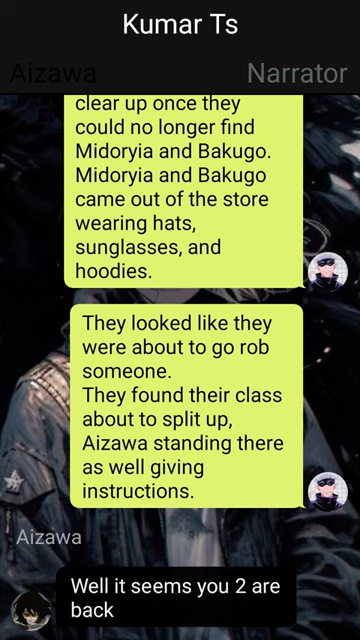 Kumar Ts
Aizawa
Narrator
clear up once they
could no longer find
Midoryia and Bakugo.
Midoryia and Bakugo
came out of the store
wearing hats,
sunglasses, and
hoodies.
They looked like they
were about to go rob
someone.
They found their class
about to split up,
Aizawa standing there
as well giving
instructions.
Aizawa
Well it seems you 2 are
back